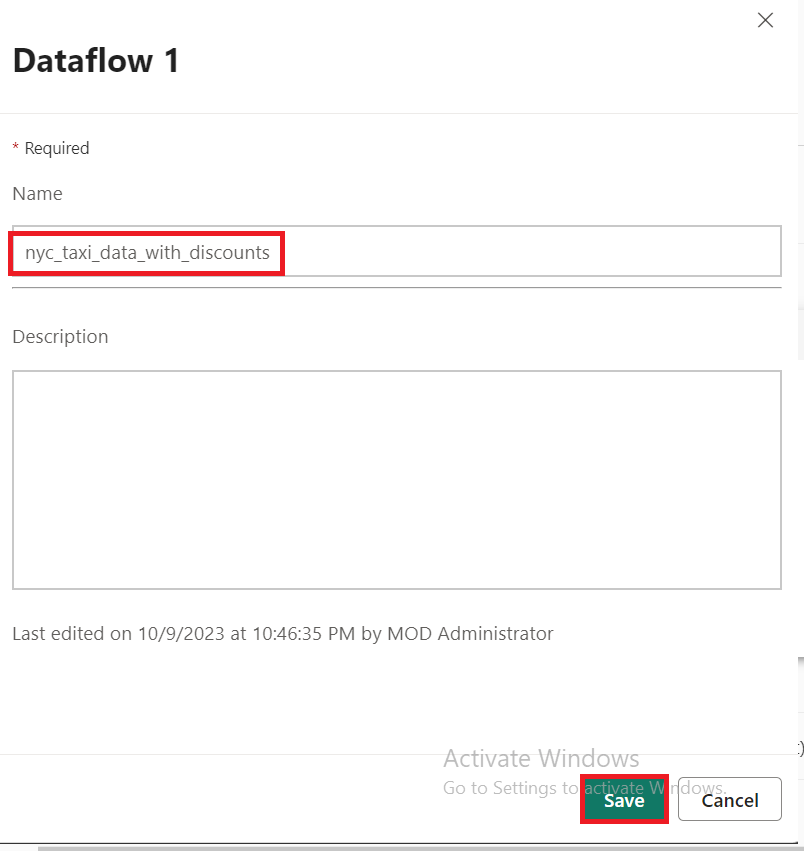 Dataflow 1
* Required
Name
nyc_taxi_data_with_discounts
Description
Last edited on 10/9/2023 at 10:46:35 PM by MOD Administrator
Activate Windows
Go to Settings to activate Windows.
Save
Cancel